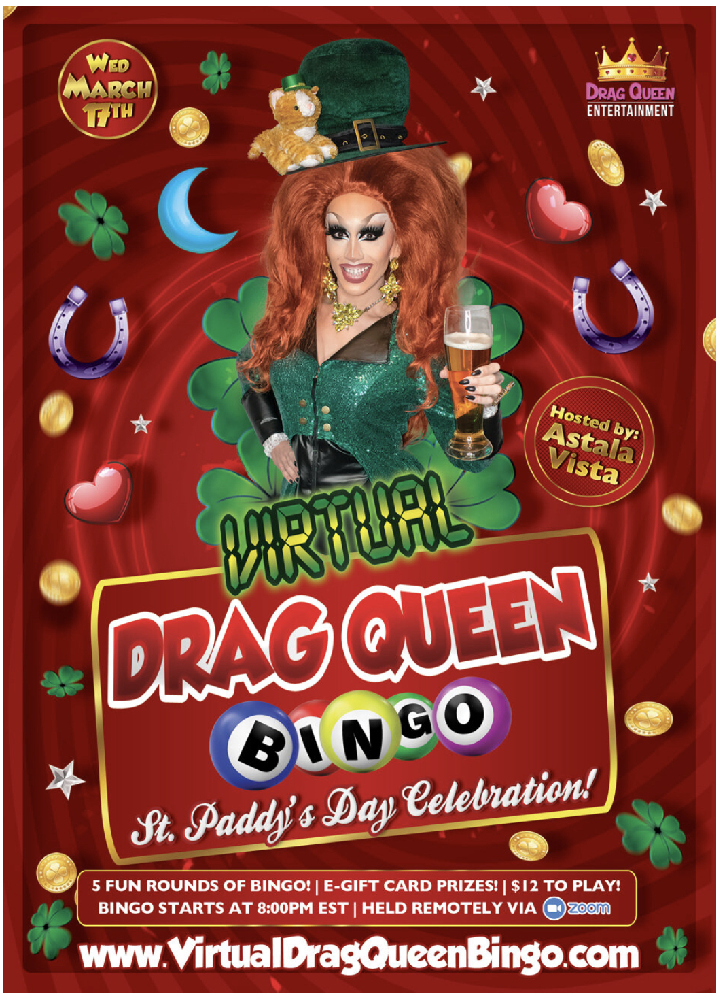 WED
MARCH
17TH
DRAG QUEEN
ENTERTAINMENT
Hosted by:
Astala
Vista
VIRTUAL
DRAG QUEEN
BINGO
St. Paddy's Day Celebration!
5 FUN ROUNDS OF BINGO! | E-GIFT CARD PRIZES! | $12 TO PLAY!
BINGO STARTS AT 8:00PM EST | HELD REMOTELY VIA zoom
www.VirtualDragQueenBingo.com